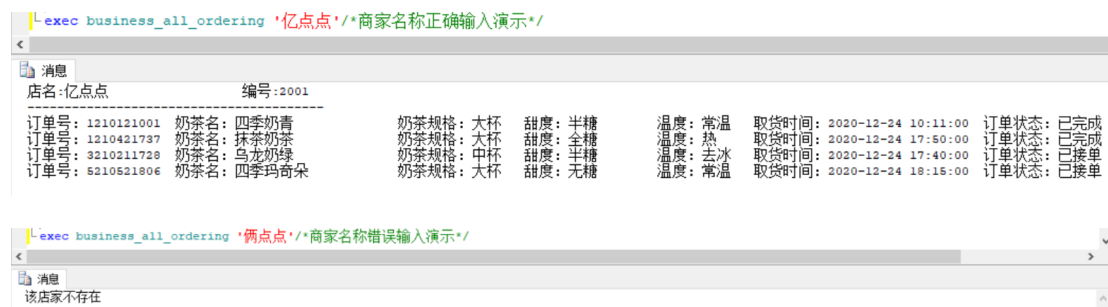 exec business_all_ordering '亿点点'/*商家名称正确输入演示*/
消息
店名:亿点点 编号:2001
------------------------------------
订单号: 1210121001 奶茶名: 四季奶青 奶茶规格: 大杯 甜度: 半糖 温度: 常温 取货时间: 2020-12-24 10:11:00 订单状态: 已完成
订单号: 1210421737 奶茶名: 抹茶奶茶 奶茶规格: 大杯 甜度: 全糖 温度: 热 取货时间: 2020-12-24 17:50:00 订单状态: 已完成
订单号: 3210211728 奶茶名: 乌龙奶绿 奶茶规格: 中杯 甜度: 半糖 温度: 去冰 取货时间: 2020-12-24 17:40:00 订单状态: 已接单
订单号: 5210521806 奶茶名: 四季玛奇朵 奶茶规格: 大杯 甜度: 无糖 温度: 常温 取货时间: 2020-12-24 18:15:00 订单状态: 已接单
exec business_all_ordering '俩点点'/*商家名称错误输入演示*/
消息
该店家不存在